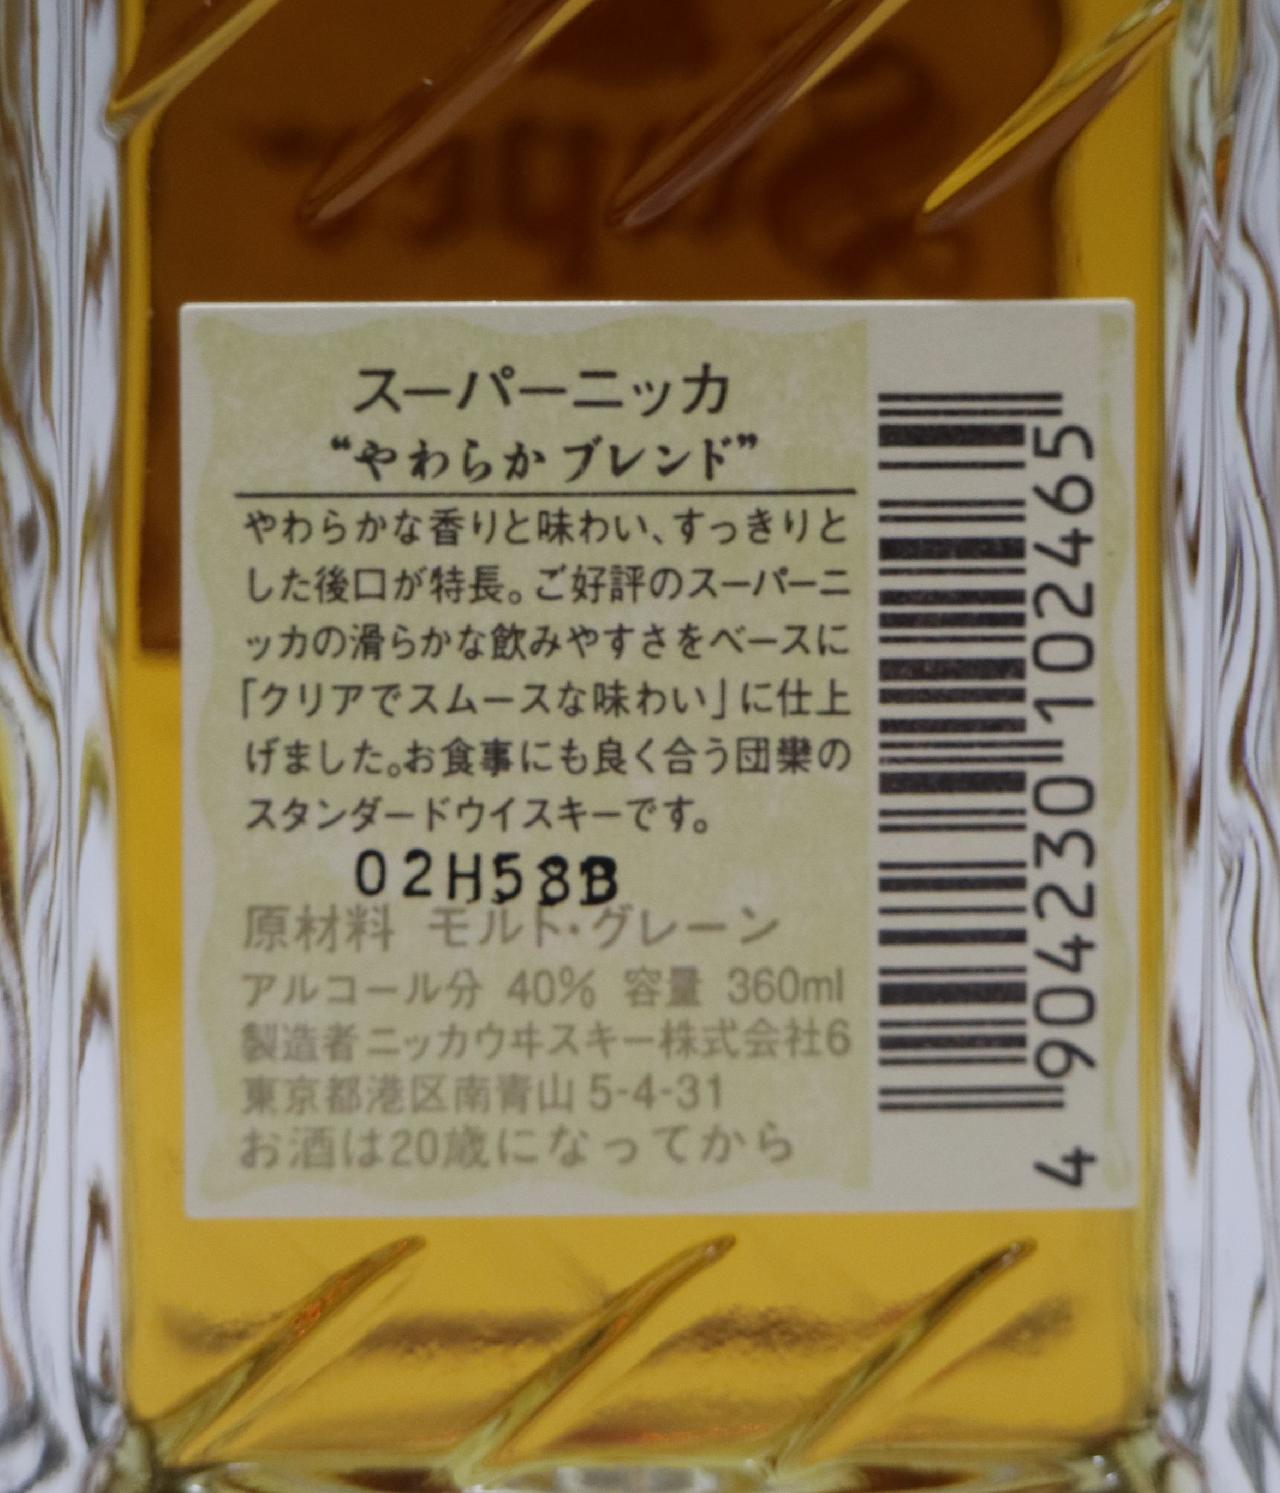 Super
スーパーニッカ
“やわらかブレンド”
やわらかな香りと味わい、すっきりと
した後口が特長。ご好評のスーパーニ
ッカの滑らかな飲みやすさをベースに
「クリアでスムースな味わい」に仕上
げました。お食事にも良く合う団欒の
スタンダードウイスキーです。
02H58B
原材料 モルト・グレーン
アルコール分 40% 容量 360ml
製造者 ニッカウヰスキー株式会社6
東京都港区南青山 5-4-31
お酒は20歳になってから
4 904230 102465